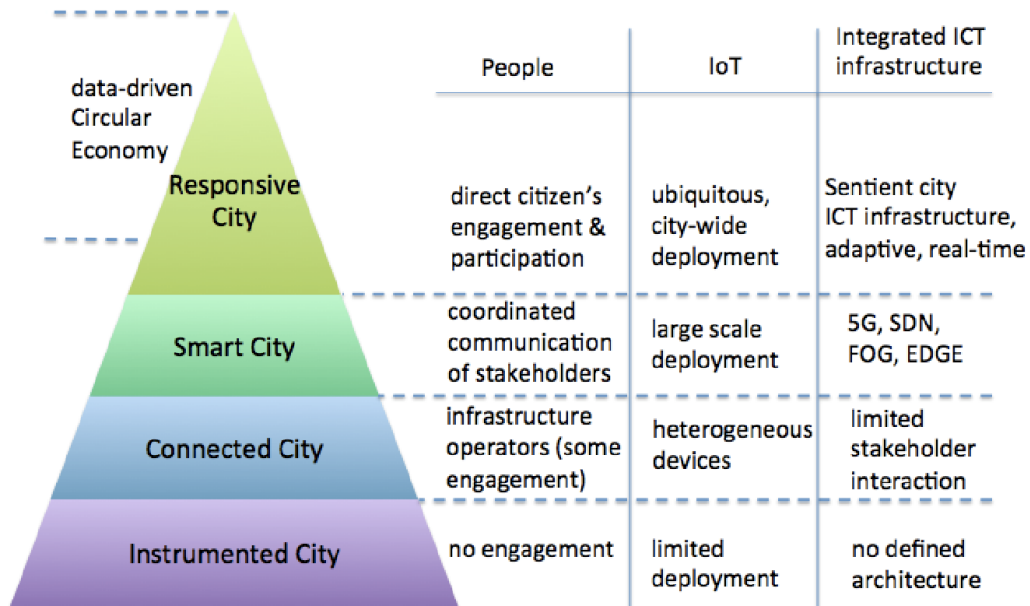 data-driven
Circular
Economy
People
IoT
Integrated ICT
infrastructure
Responsive
City
direct citizen's
engagement &
participation
ubiquitous,
city-wide
deployment
Sentient city
ICT infrastructure,
adaptive, real-time
Smart City
coordinated
communication
of stakeholders
large scale
deployment
5G, SDN,
FOG, EDGE
Connected City
infrastructure
operators (some
engagement)
heterogeneous
devices
limited
stakeholder
interaction
Instrumented City
no engagement
limited
deployment
no defined
architecture